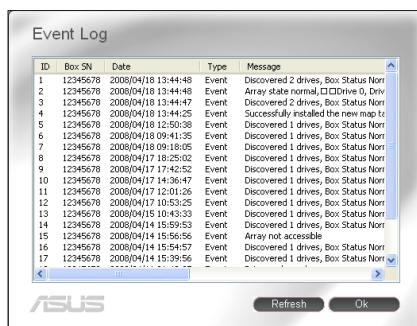 Event Log
ID Box SN Date Type Message
1 12345678 2008/04/18 13:44:48 Event Discovered 2 drives, Box Status Norr
2 12345678 2008/04/18 13:44:48 Event Array state normal, □□Drive 0, Driv
3 12345678 2008/04/18 13:44:47 Event Discovered 2 drives, Box Status Norr
4 12345678 2008/04/18 13:44:25 Event Successfully installed the new map ta
5 12345678 2008/04/18 12:50:38 Event Discovered 1 drives, Box Status Norr
6 12345678 2008/04/18 09:41:35 Event Discovered 1 drives, Box Status Norr
7 12345678 2008/04/18 09:18:05 Event Discovered 1 drives, Box Status Norr
8 12345678 2008/04/17 18:25:02 Event Discovered 1 drives, Box Status Norr
9 12345678 2008/04/17 17:42:52 Event Discovered 1 drives, Box Status Norr
10 12345678 2008/04/17 14:36:47 Event Discovered 1 drives, Box Status Norr
11 12345678 2008/04/17 12:01:26 Event Discovered 1 drives, Box Status Norr
12 12345678 2008/04/17 10:53:25 Event Discovered 1 drives, Box Status Norr
13 12345678 2008/04/15 10:43:33 Event Discovered 1 drives, Box Status Norr
14 12345678 2008/04/14 15:59:53 Event Discovered 1 drives, Box Status Norr
15 12345678 2008/04/14 15:56:56 Event Array not accessible
16 12345678 2008/04/14 15:54:57 Event Discovered 1 drives, Box Status Norr
17 12345678 2008/04/14 15:39:56 Event Discovered 1 drives, Box Status Norr
ASUS
Refresh Ok